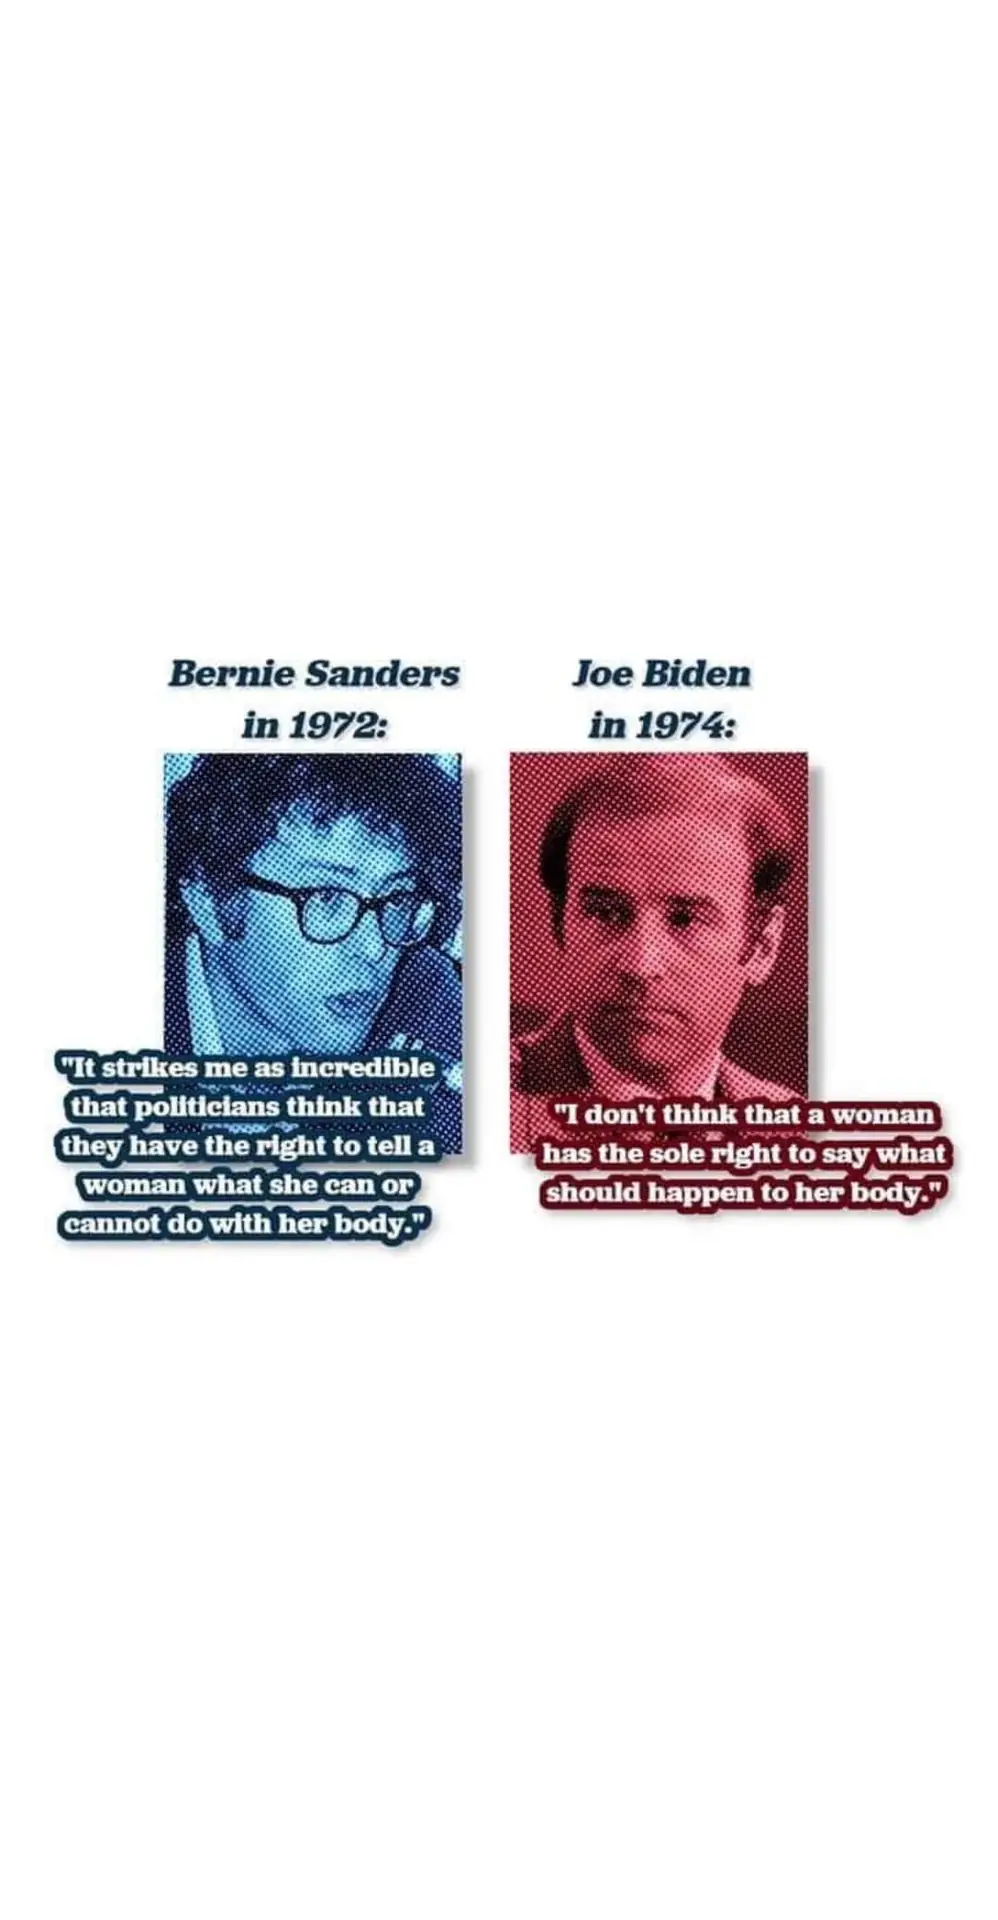 Bernie Sanders
in 1972:
"It strikes me as incredible
that politicians think that
they have the right to tell a
woman what she can or
cannot do with her body."
Joe Biden
in 1974:
"I don't think that a woman
has the sole right to say what
should happen to her body."